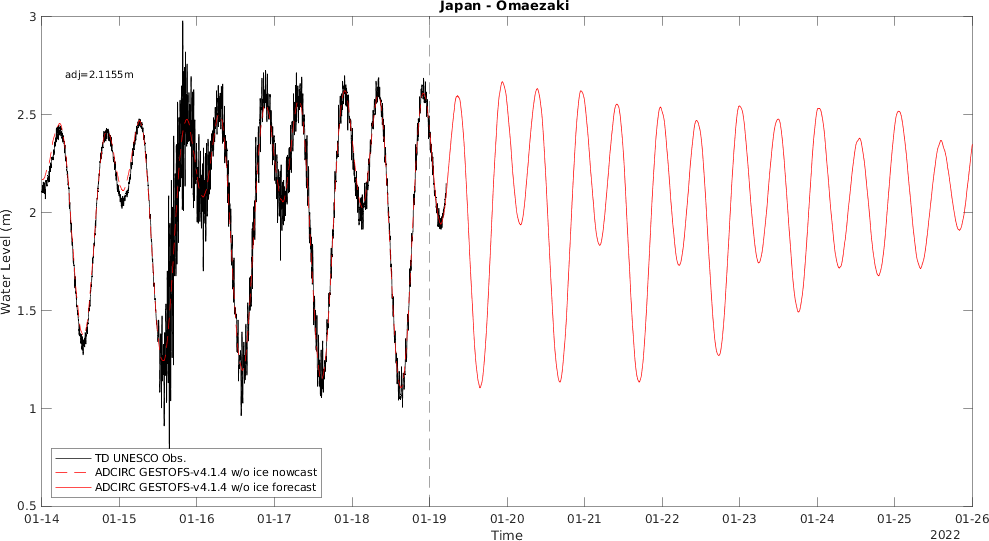 Japan - Omaezaki
3
adj=2.1155m
2.5
2
Water Level (m)
1.5
1
TD UNESCO Obs.
ADCIRC GESTOFS-v4.1.4 w/o ice nowcast
ADCIRC GESTOFS-v4.1.4 w/o ice forecast
0.5
01-14 01-15 01-16 01-17 01-18 01-19 01-20 01-21 01-22 01-23 01-24 01-25 01-26
Time
2022